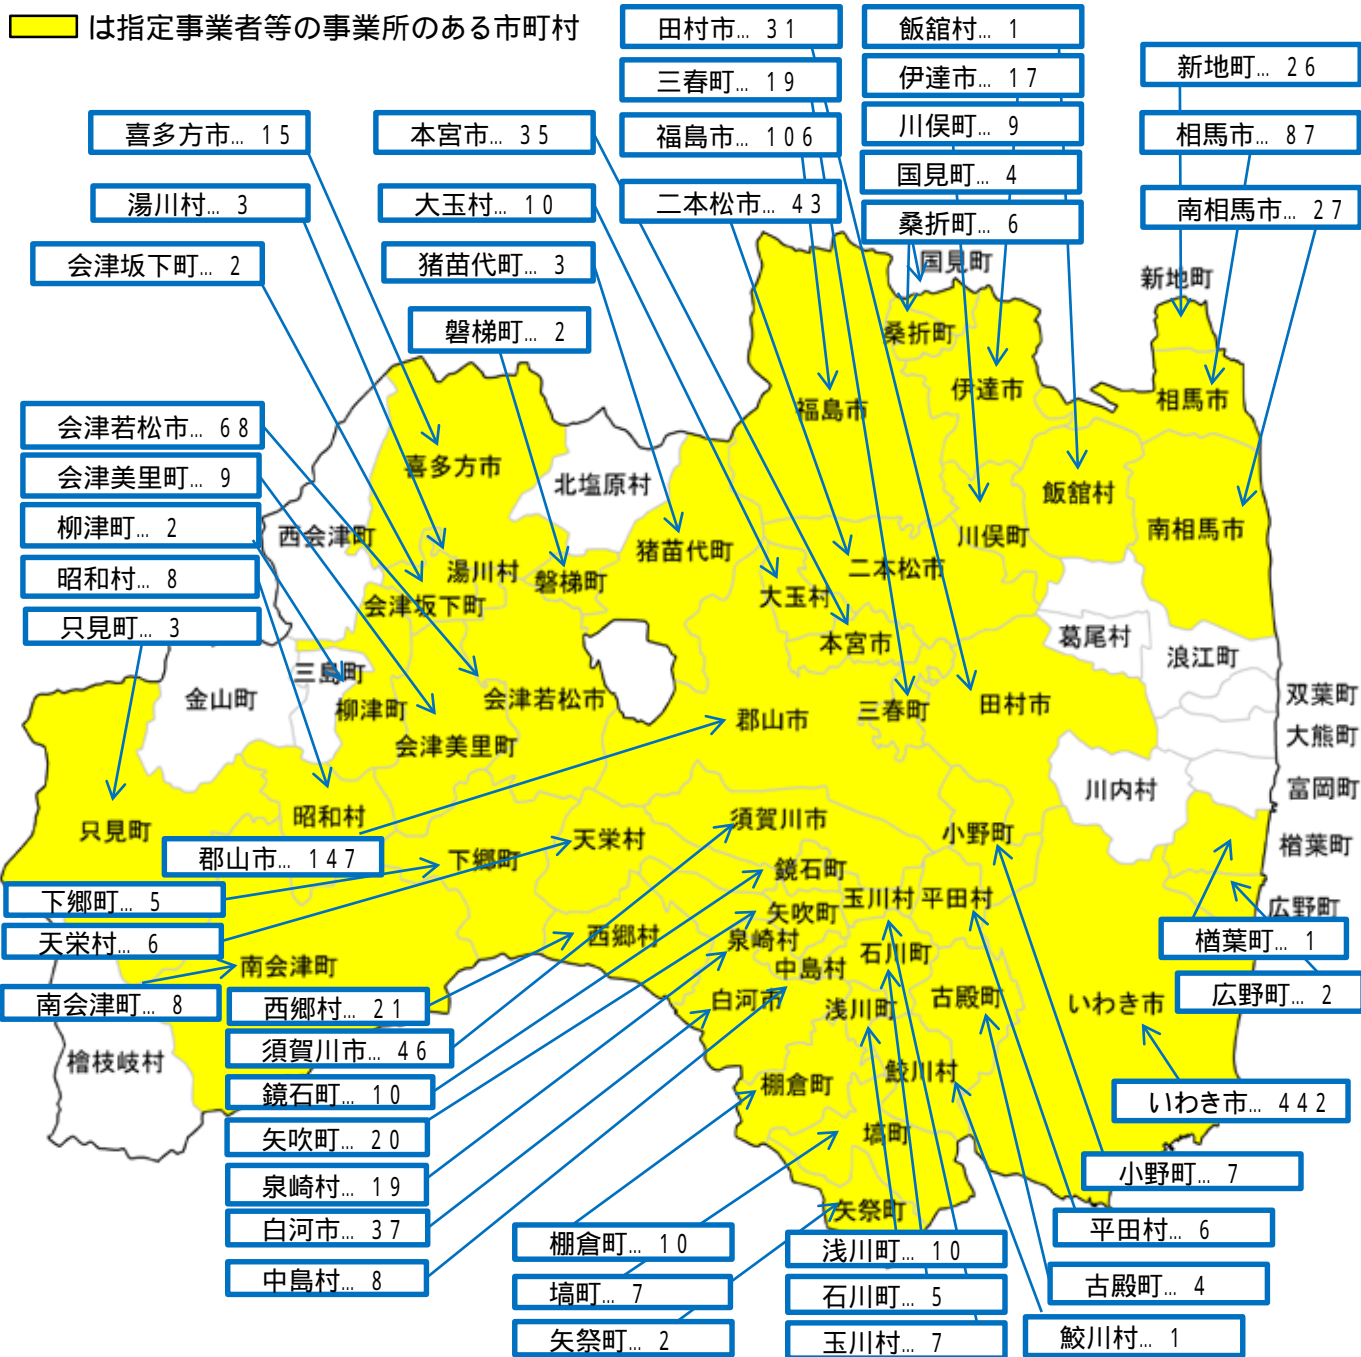 は指定事業者等の事業所のある市町村
田村市… 31
三春町… 19
福島市… 106
二本松市… 43
飯舘村… 1
伊達市… 17
川俣町… 9
国見町… 4
桑折町… 6
新地町… 26
相馬市… 87
南相馬市… 27
喜多方市… 15
湯川村… 3
会津坂下町… 2
本宮市… 35
大玉村… 10
猪苗代町… 3
磐梯町… 2
会津若松市… 68
会津美里町… 9
柳津町… 2
昭和村… 8
只見町… 3
国見町
新地町
桑折町
伊達市
相馬市
福島市
喜多方市
北塩原村
飯舘村
西会津町
猪苗代町
川俣町
南相馬市
湯川村
磐梯町
二本松市
会津坂下町
大玉村
本宮市
葛尾村
浪江町
三島町
金山町
柳津町
会津若松市
郡山市
三春町
田村市
双葉町
大熊町
会津美里町
川内村
富岡町
只見町
昭和村
天栄村
須賀川市
小野町
楢葉町
下郷町
鏡石町
玉川村
平田村
矢吹町
広野町
西郷村
泉崎村
石川町
中島村
南会津町
白河市
浅川町
古殿町
いわき市
檜枝岐村
棚倉町
鮫川村
塙町
矢祭町
郡山市… 147
下郷町… 5
天栄村… 6
南会津町… 8
西郷村… 21
須賀川市… 46
鏡石町… 10
矢吹町… 20
泉崎村… 19
白河市… 37
中島村… 8
棚倉町… 10
塙町… 7
矢祭町… 2
浅川町… 10
石川町… 5
玉川村… 7
楢葉町… 1
広野町… 2
いわき市… 442
小野町… 7
平田村… 6
古殿町… 4
鮫川村… 1